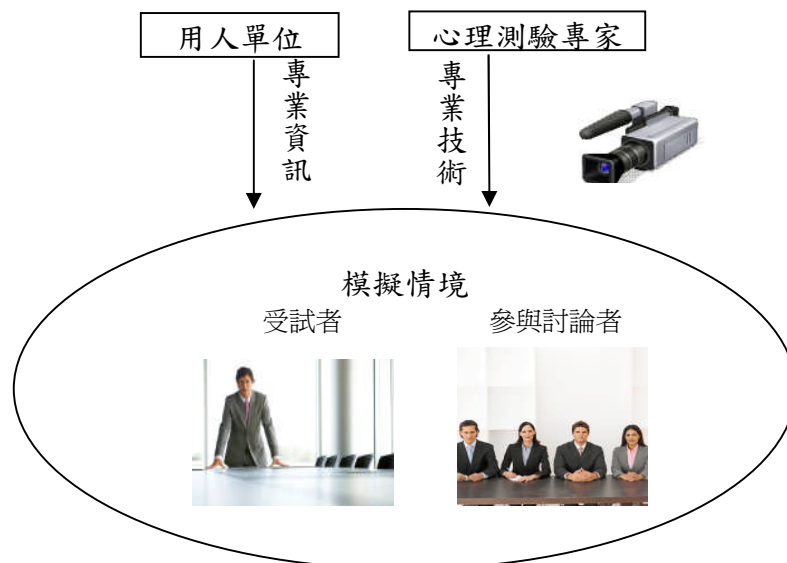 用人單位
心理測驗專家
專業資訊
專業技術
模擬情境
受試者
參與討論者